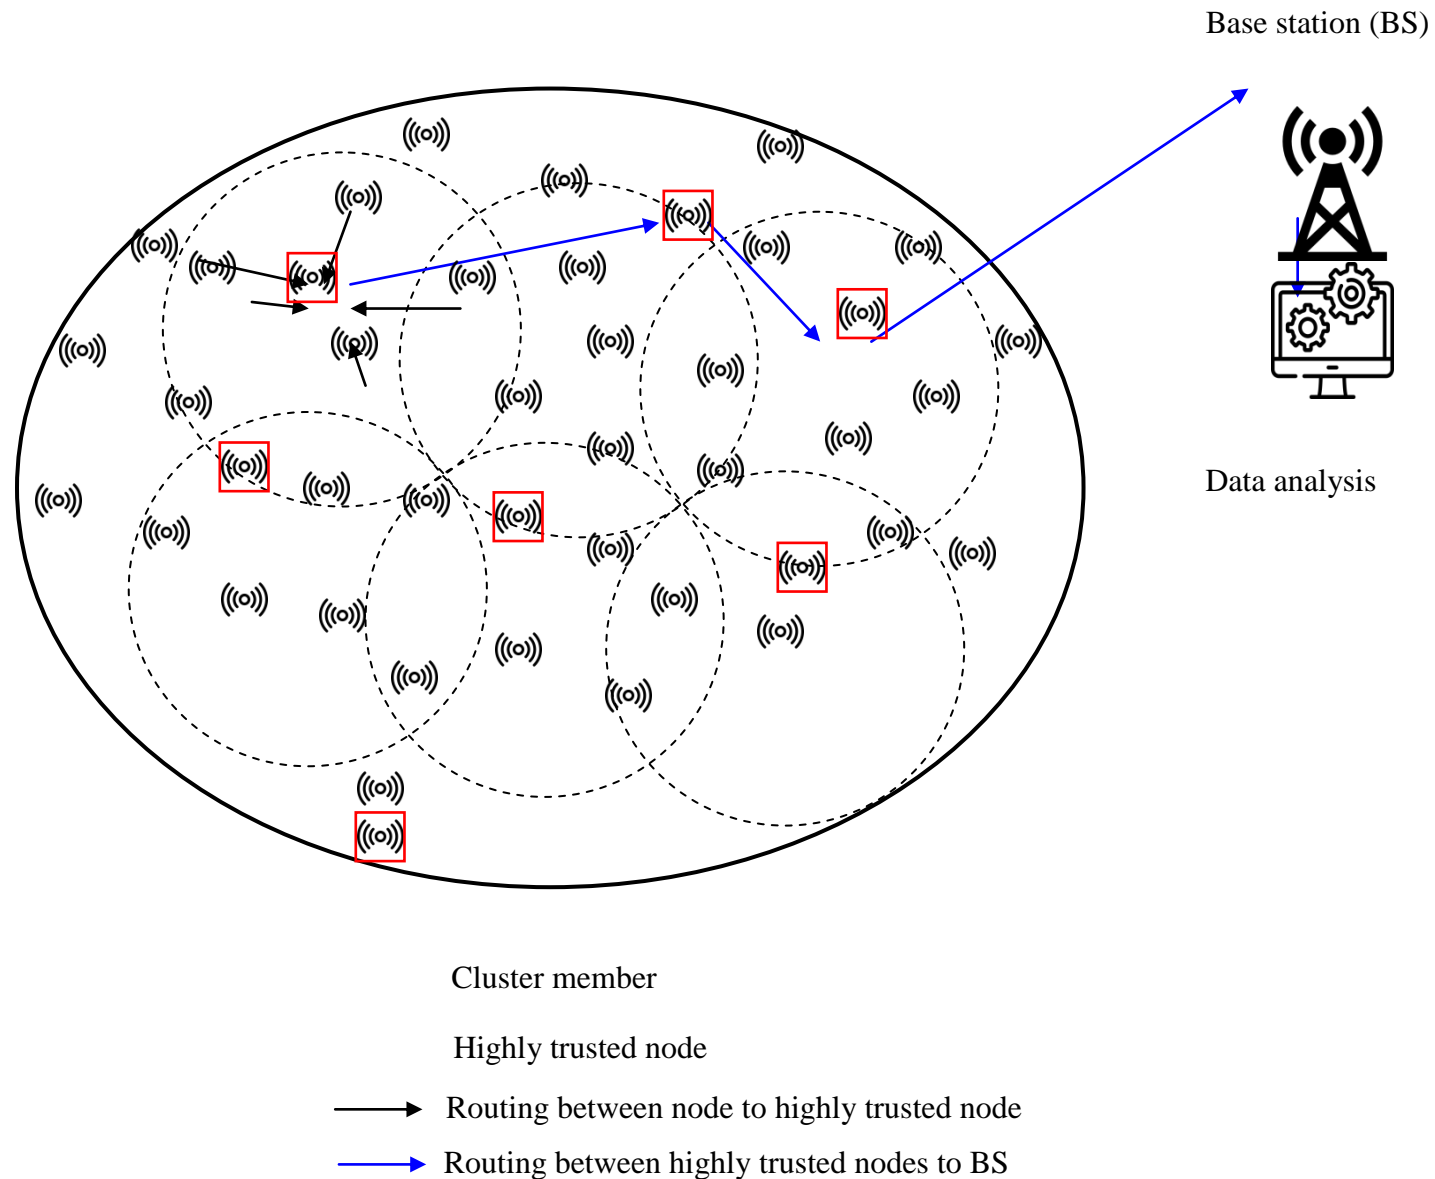 Base station (BS)
Data analysis
Cluster member
Highly trusted node
Routing between node to highly trusted node
Routing between highly trusted nodes to BS